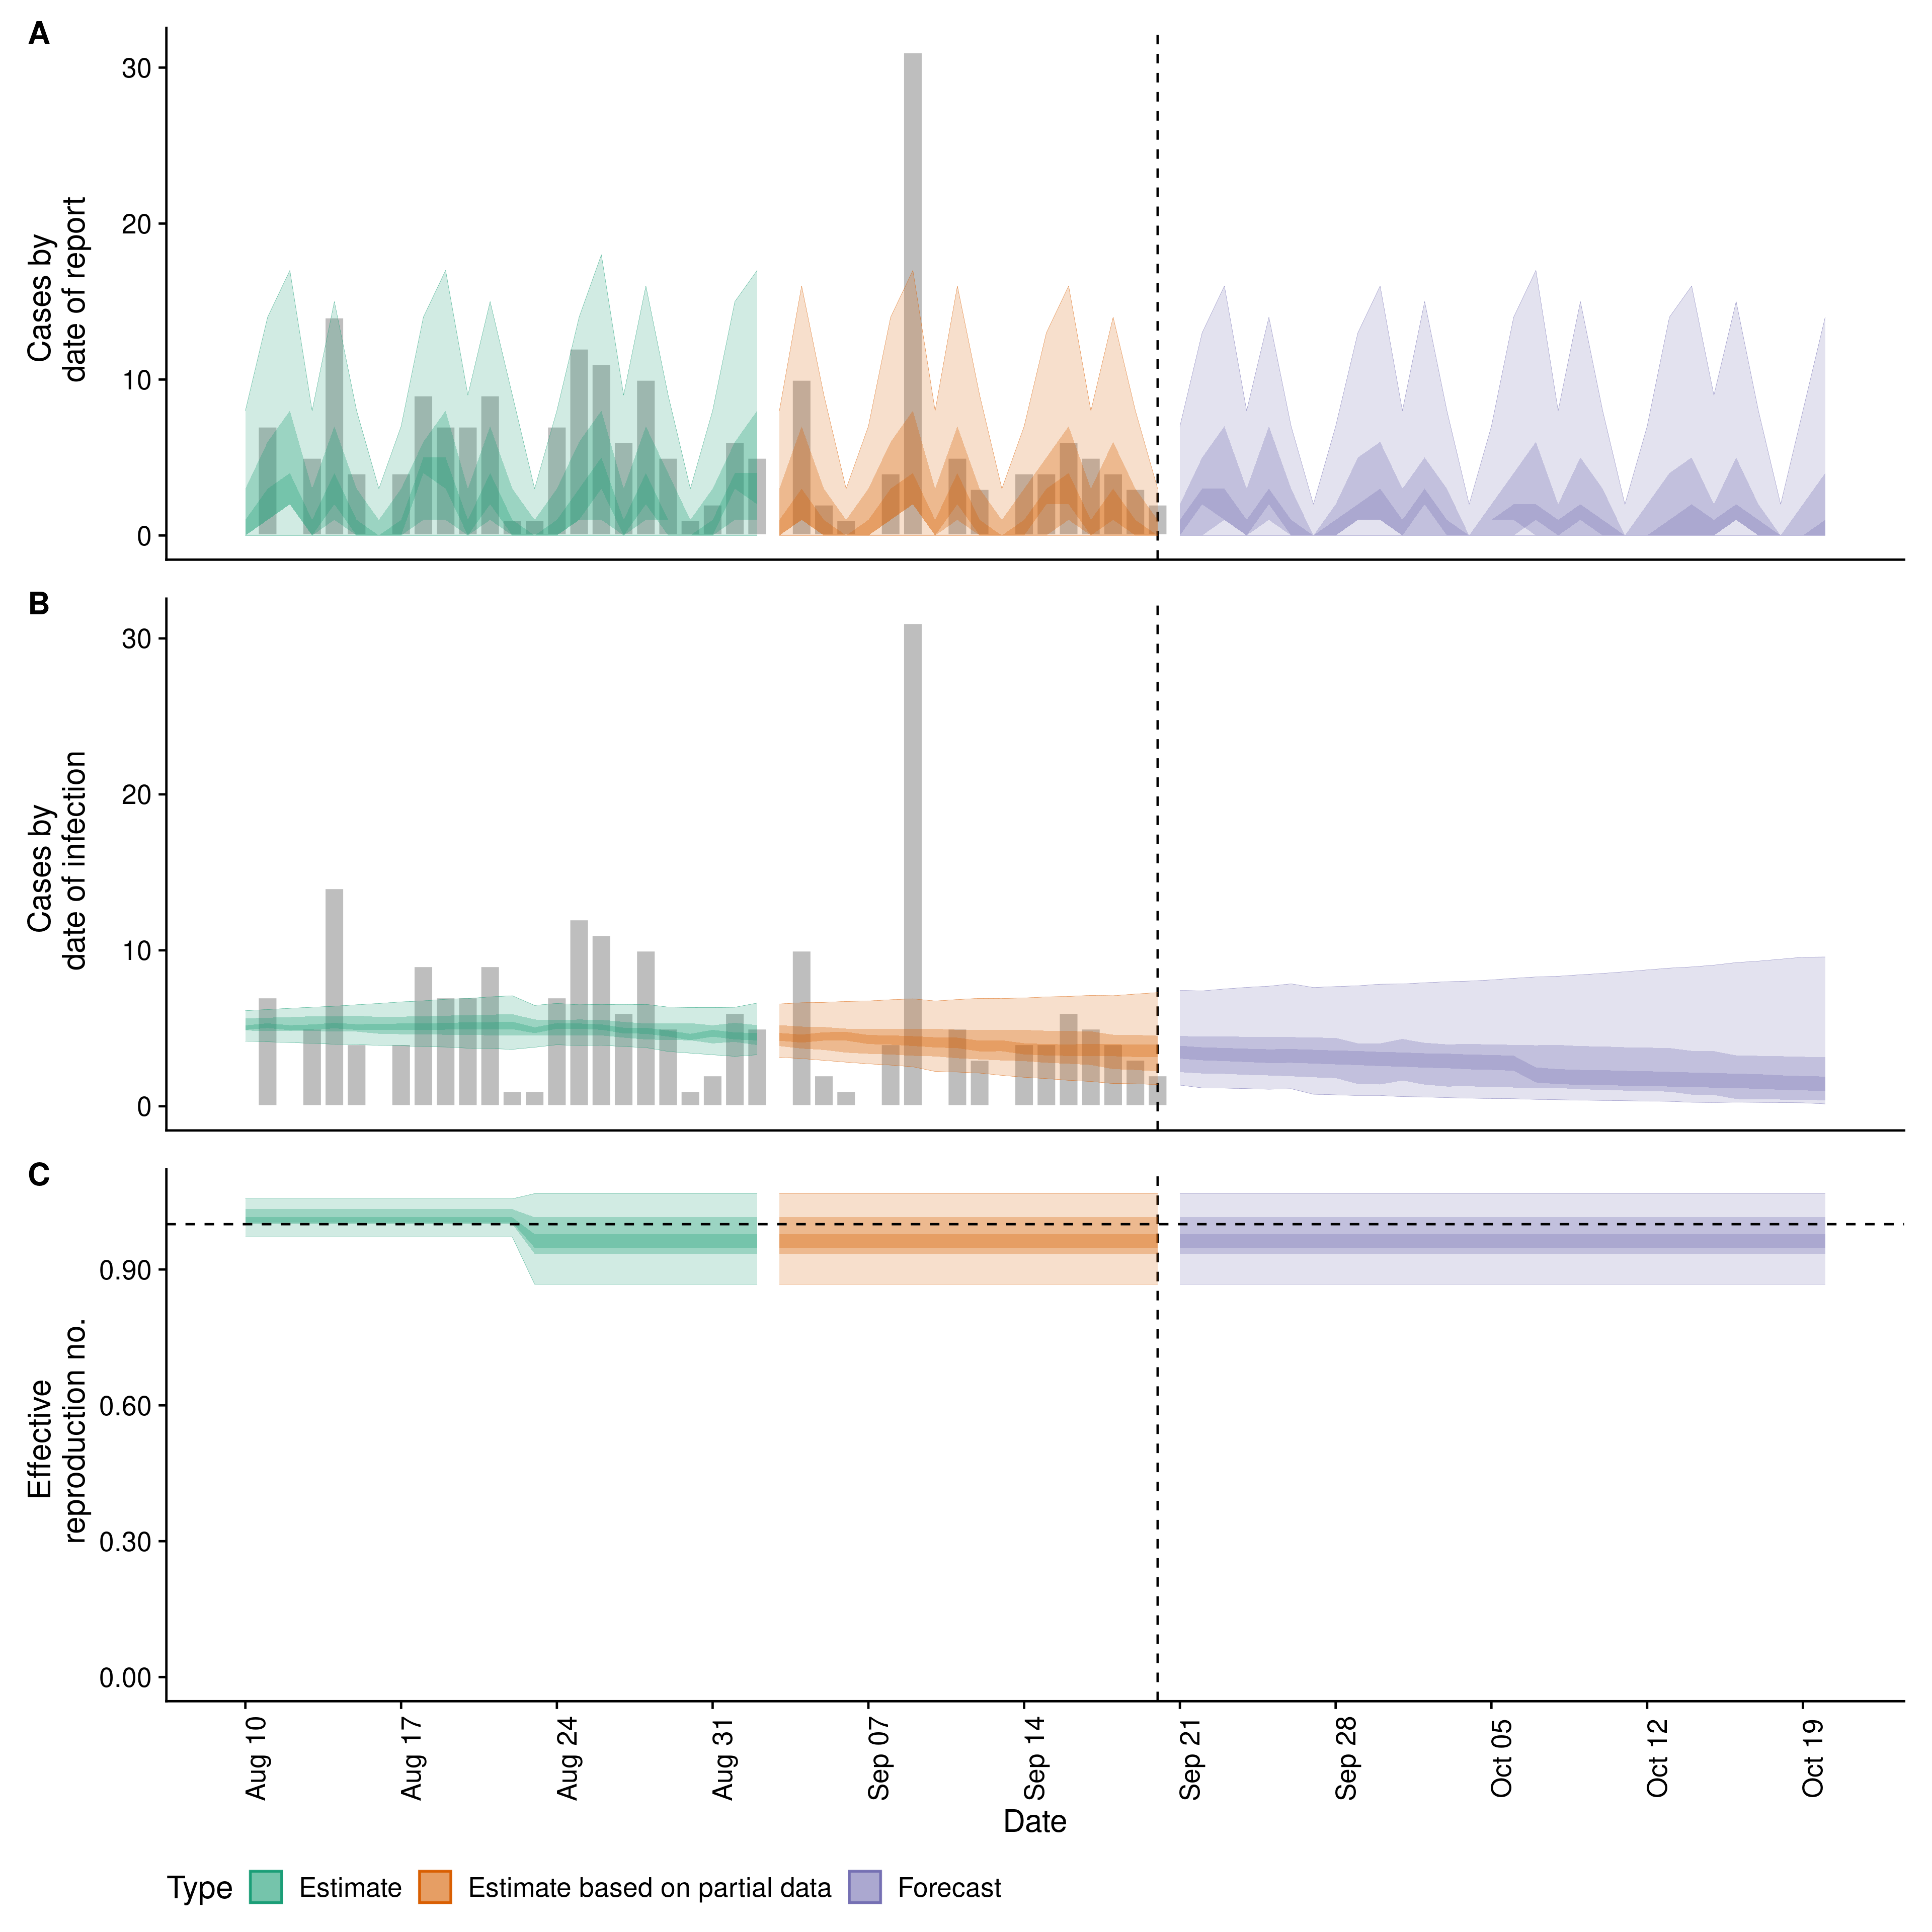 A
30
20
10
0
Cases by
date of report
B
30
20
10
0
Cases by
date of infection
C
0.90
0.60
0.30
0.00
Effective
reproduction no.
Aug 10
Aug 17
Aug 24
Aug 31
Sep 07
Sep 14
Sep 21
Sep 28
Oct 05
Oct 12
Oct 19
Date
Type Estimate Estimate based on partial data Forecast